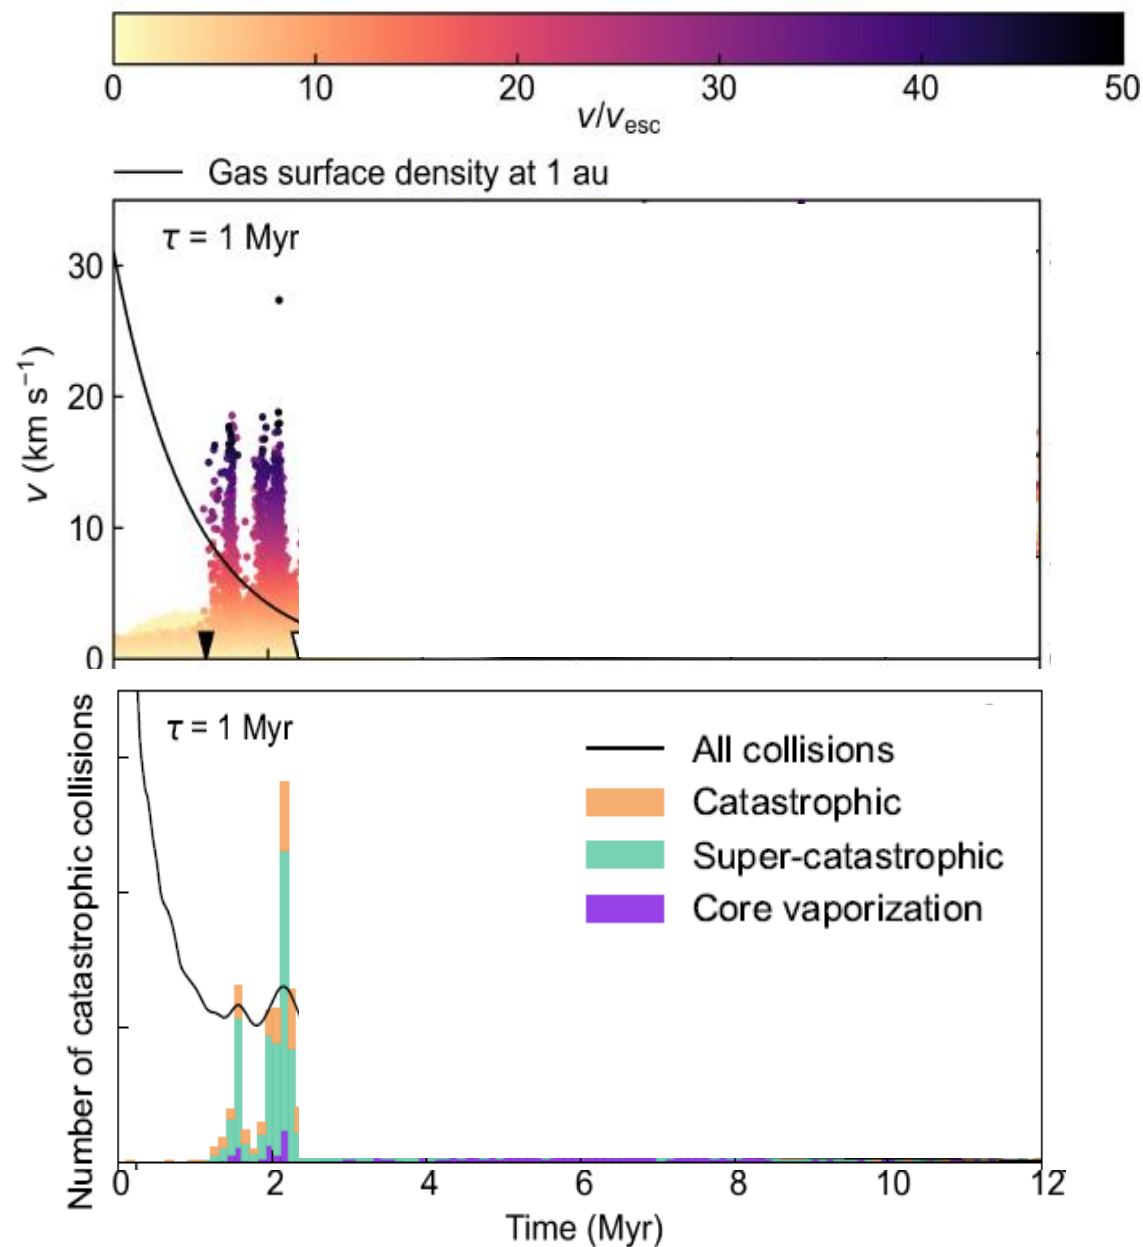 0 10 20 30 40 50
v/vesc
Gas surface density at 1 au
τ = 1 Myr
30
20
10
0
v (km s−1)
τ = 1 Myr
All collisions
Catastrophic
Super-catastrophic
Core vaporization
Number of catastrophic collisions
0 2 4 6 8 10 12
Time (Myr)